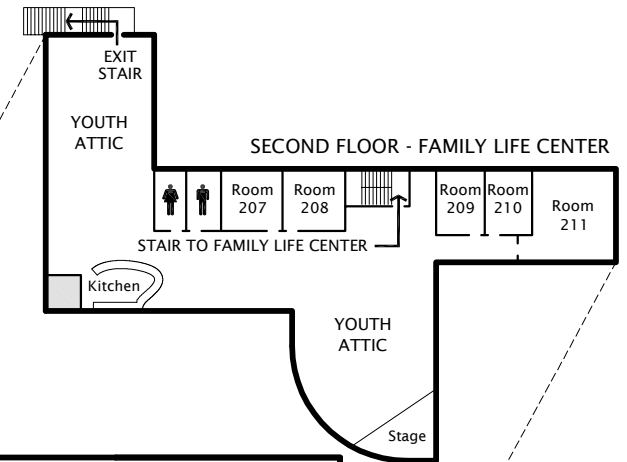 EXIT
STAIR
YOUTH
ATTIC
SECOND FLOOR - FAMILY LIFE CENTER
Room
207
Room
208
Room
209
Room
210
Room
211
STAIR TO FAMILY LIFE CENTER
Kitchen
YOUTH
ATTIC
Stage